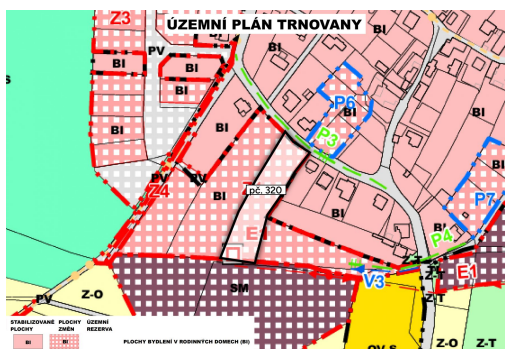 ÚZEMNÍ PLÁN TRNOVANY
Z3
PV
BI
BI
BI
BI
BI
BI
BI
BI
P6
P3
BI
BI
BI
BI
P7
PV
PV
Z4
pč. 320
BI
BI
P4
E1
Z-T
V3
Z-T
E1
SM
Z-O
PV
Z-T
Z-O
Z-T
OV.S
STABILIZOVANÉ PLOCHY
PLOCHY ZMĚN
ÚZEMNÍ REZERVA
BI
BI
PLOCHY BYDLENÍ V RODINNÝCH DOMECH (BI)